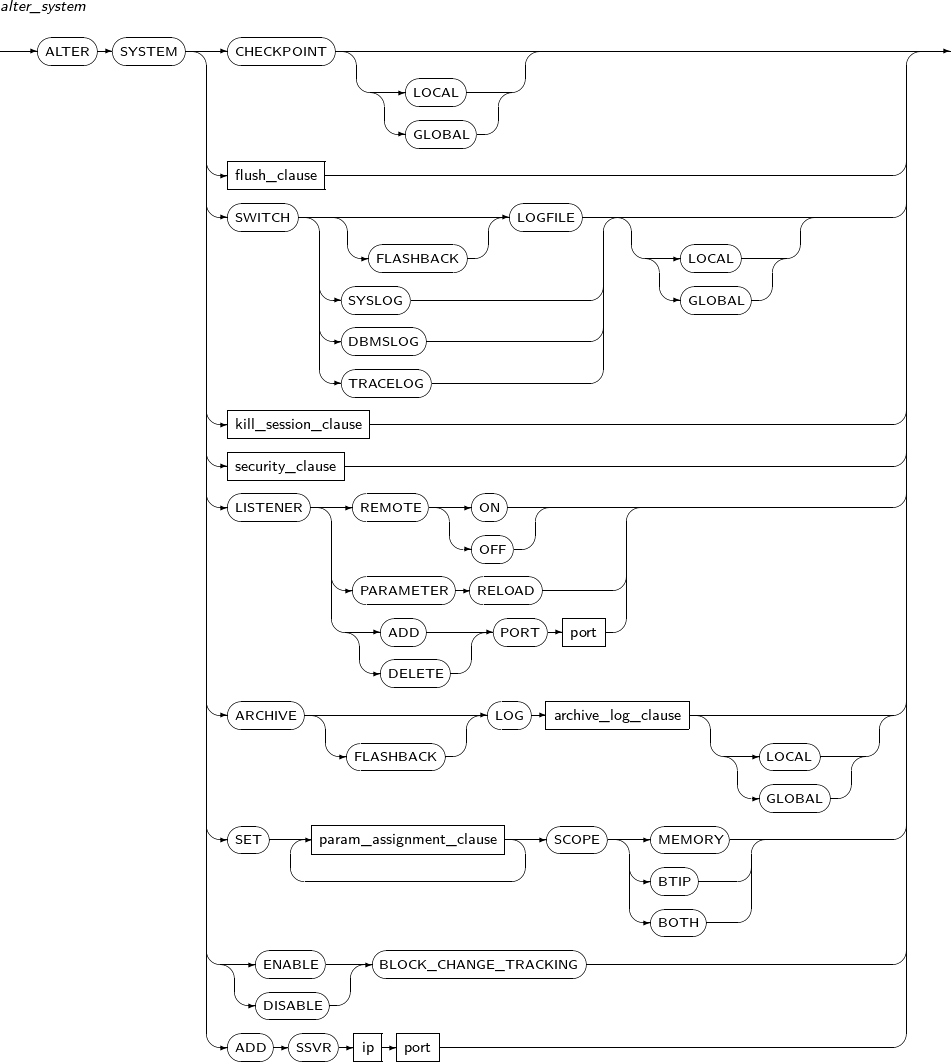 alter_system
ALTER SYSTEM CHECKPOINT
LOCAL
GLOBAL
flush_clause
SWITCH LOGFILE
FLASHBACK LOCAL
SYSLOG GLOBAL
DBMSLOG
TRACELOG
kill_session_clause
security_clause
LISTENER REMOTE ON
OFF
PARAMETER RELOAD
ADD PORT port
DELETE
ARCHIVE LOG archive_log_clause
FLASHBACK LOCAL
GLOBAL
SET param_assignment_clause SCOPE MEMORY
BTIP
BOTH
ENABLE BLOCK_CHANGE_TRACKING
DISABLE
ADD SSVR ip port